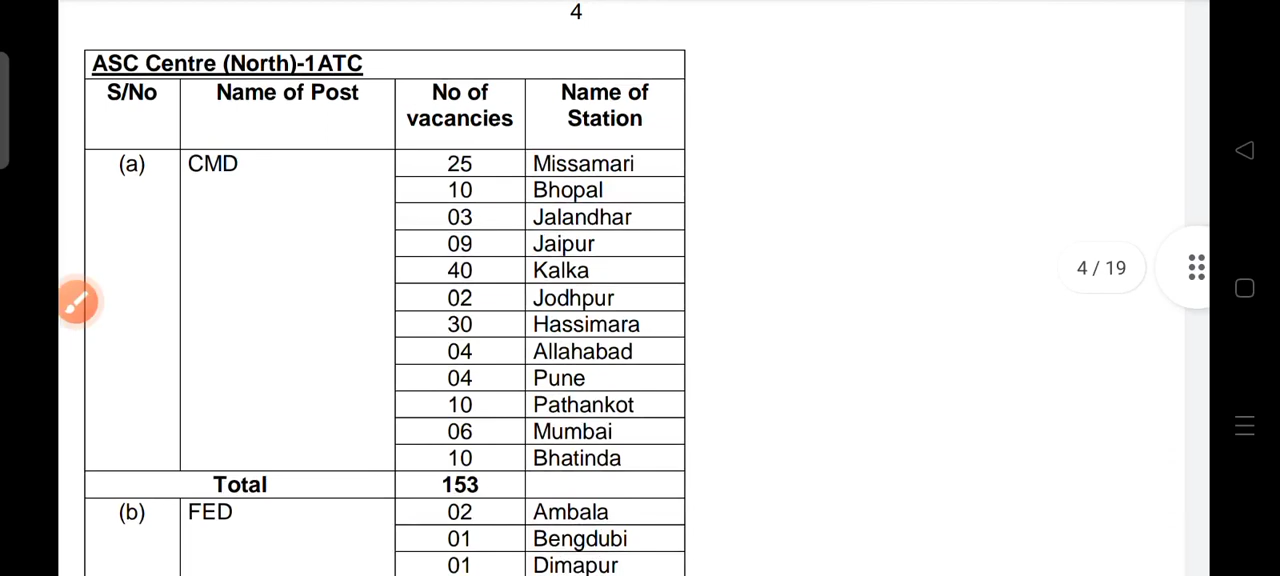 4
ASC Centre (North)-1ATC
S/No Name of Post No of vacancies Name of Station
(a) CMD 25 Missamari
10 Bhopal
03 Jalandhar
09 Jaipur
40 Kalka
02 Jodhpur
30 Hassimara
04 Allahabad
04 Pune
10 Pathankot
06 Mumbai
10 Bhatinda
Total 153
(b) FED 02 Ambala
01 Bengdubi
01 Dimapur
4 / 19